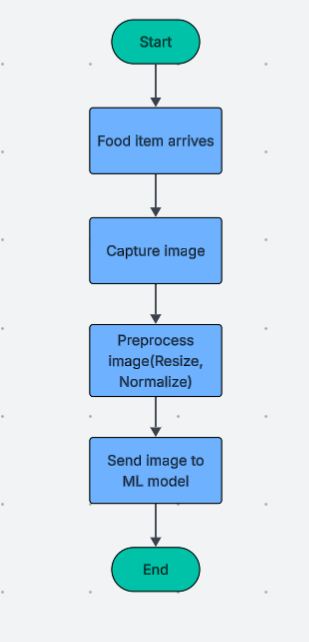 Start
Food item arrives
Capture image
Preprocess
image(Resize,
Normalize)
Send image to
ML model
End